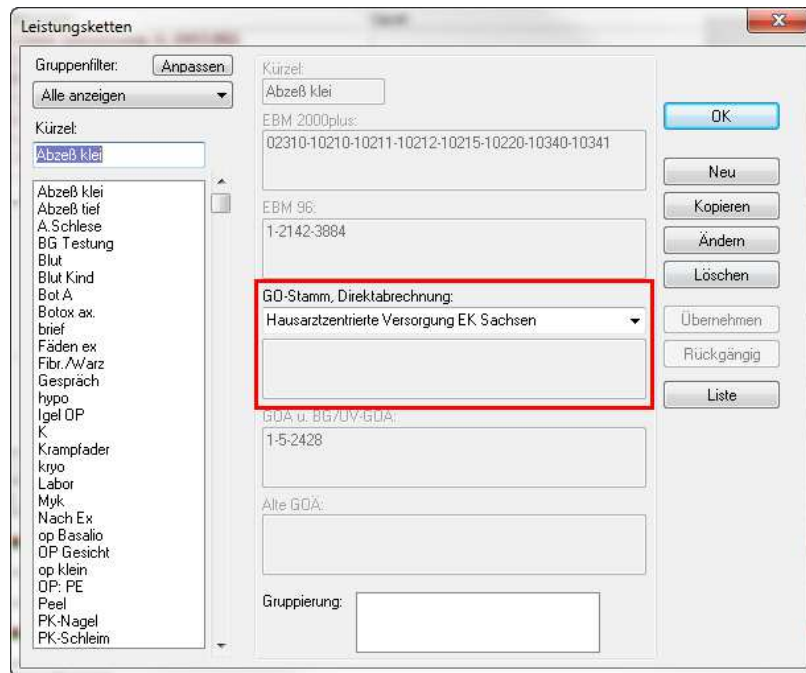 Leistungsketten
Gruppenfilter:
Anpassen
Alle anzeigen
Kürzel:
Abzeß klei
Abzeß klei
Abzeß tief
A.Schlese
BG Testung
Blut
Blut Kind
Bot A
Botox ax.
brief
Fäden ex
Fibr./Warz
Gespräch
hypo
Igel OP
K
Krampfader
kryo
Labor
Myk
Nach Ex
op Basalio
OP Gesicht
op klein
OP: PE
Peel
PK-Nagel
PK-Schleim
Kürzel:
Abzeß klei
EBM 2000plus:
02310-10210-10211-10212-10215-10220-10340-10341
EBM 96:
1-2142-3884
GO-Stamm, Direktabrechnung:
Hausarztzentrierte Versorgung EK Sachsen
GOÄ u. BG/UV-GOÄ:
1-5-2428
Alte GOÄ:
Gruppierung:
OK
Neu
Kopieren
Ändern
Löschen
Übernehmen
Rückgängig
Liste